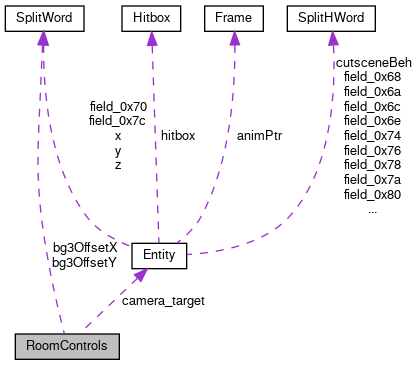 SplitWord
Hitbox
Frame
SplitHWord
cutsceneBeh
field_0x68
field_0x6a
field_0x6c
field_0x6e
field_0x74
field_0x76
field_0x78
field_0x7a
field_0x80
...
field_0x70
field_0x7c
x
y
z
hitbox
animPtr
bg3OffsetX
bg3OffsetY
Entity
camera_target
RoomControls